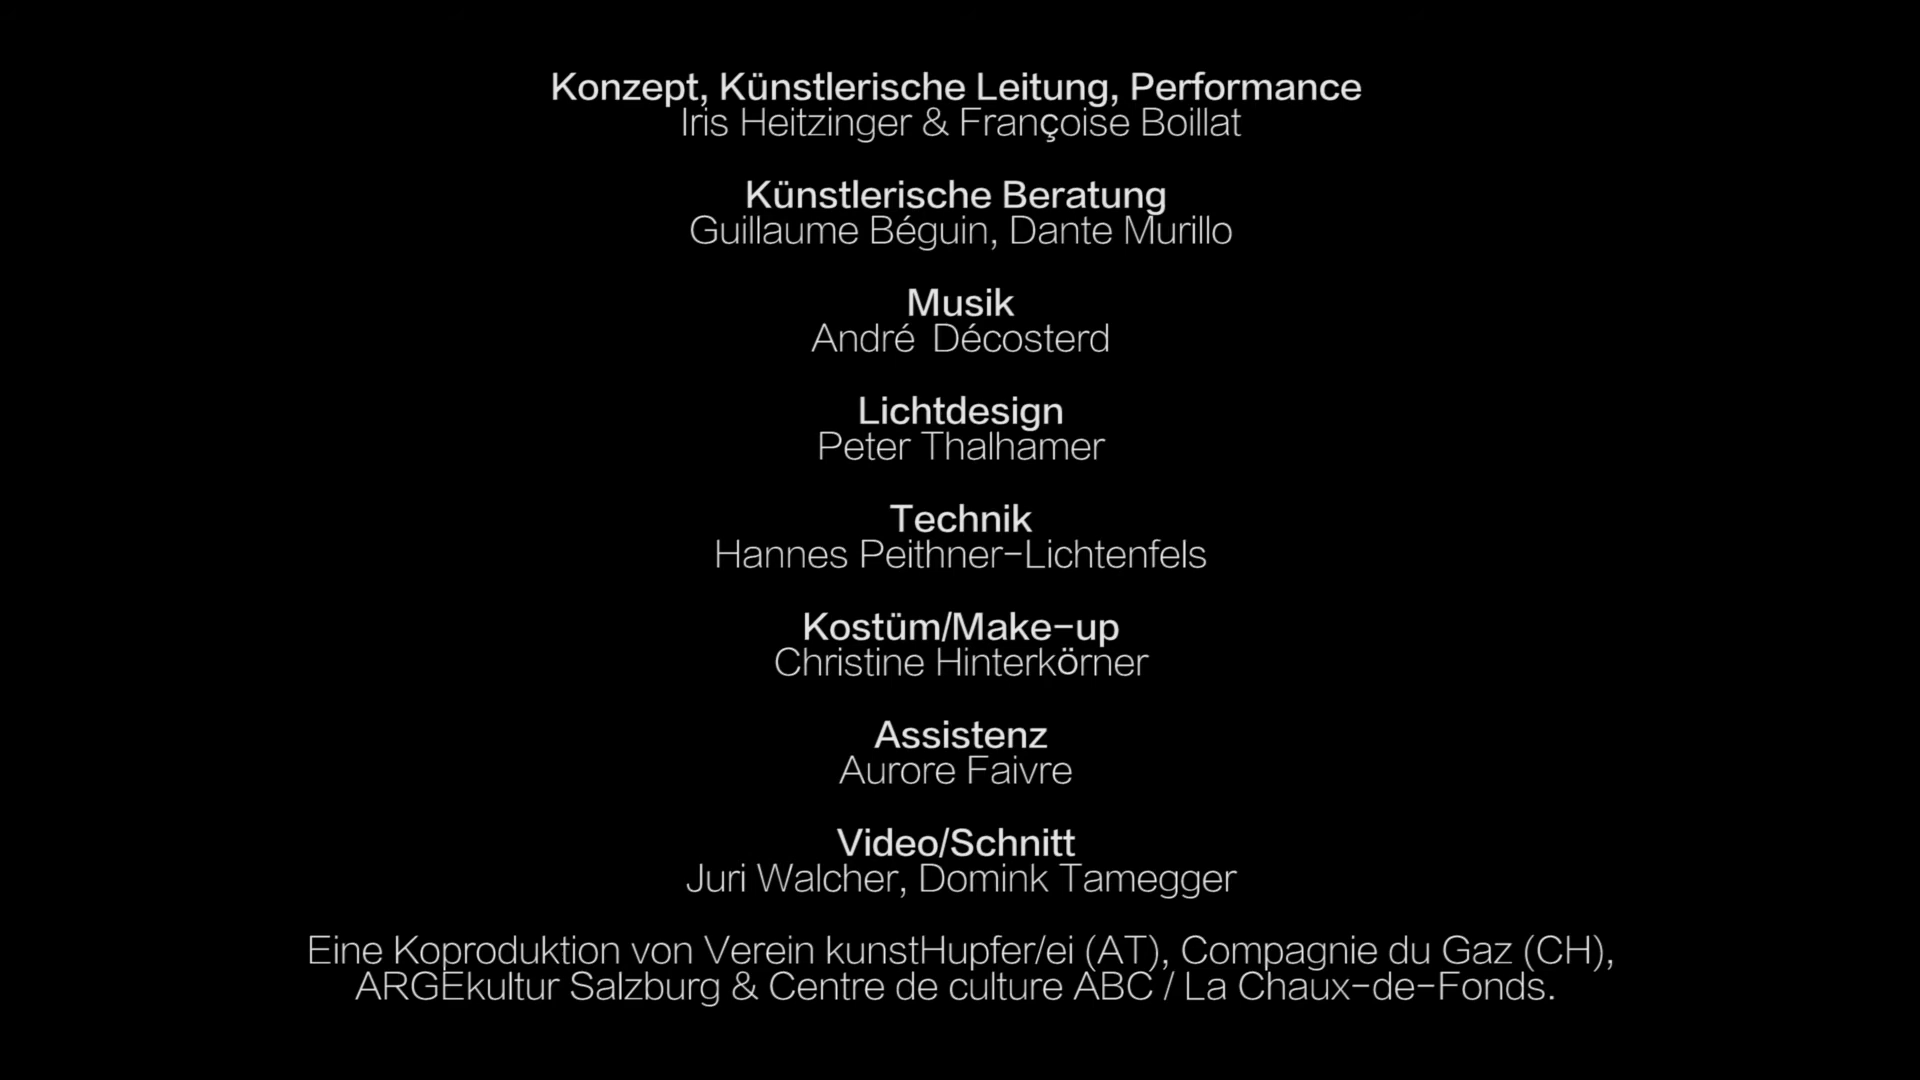 Konzept, Künstlerische Leitung, Performance
Iris Heitzinger & Françoise Boillat
Künstlerische Beratung
Guillaume Béguin, Dante Murillo
Musik
André Décosterd
Lichtdesign
Peter Thalhamer
Technik
Hannes Peithner-Lichtenfels
Kostüm/Make-up
Christine Hinterkörner
Assistenz
Aurore Faivre
Video/Schnitt
Juri Walcher, Domink Tamegger
Eine Koproduktion von Verein kunstHupfer/ei (AT), Compagnie du Gaz (CH),
ARGEkultur Salzburg & Centre de culture ABC / La Chaux-de-Fonds.